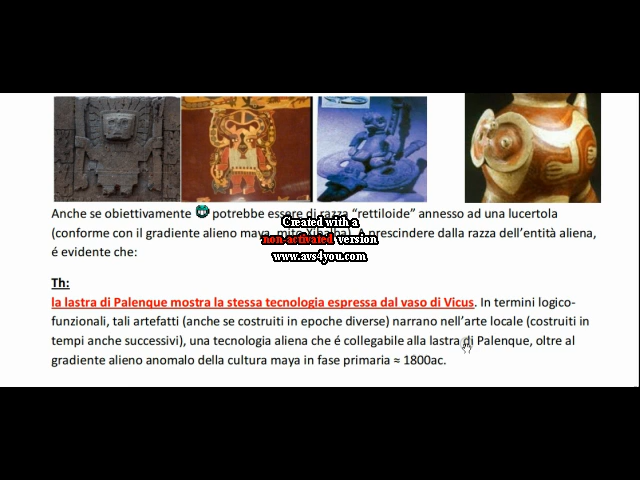 Anche se obiettivamente potrebbe essere di razza “rettiloide” annesso ad una lucertola
(conforme con il gradiente alieno maya, mito Xibalba). A prescindere dalla razza dell’entità aliena,
é evidente che:
Created with a
non-activated version
www.avs4you.com
Th:
la lastra di Palenque mostra la stessa tecnologia espressa dal vaso di Vicus. In termini logico-
funzionali, tali artefatti (anche se costruiti in epoche diverse) narrano nell’arte locale (costruiti in
tempi anche successivi), una tecnologia aliena che é collegabile alla lastra di Palenque, oltre al
gradiente alieno anomalo della cultura maya in fase primaria ≈ 1800ac.